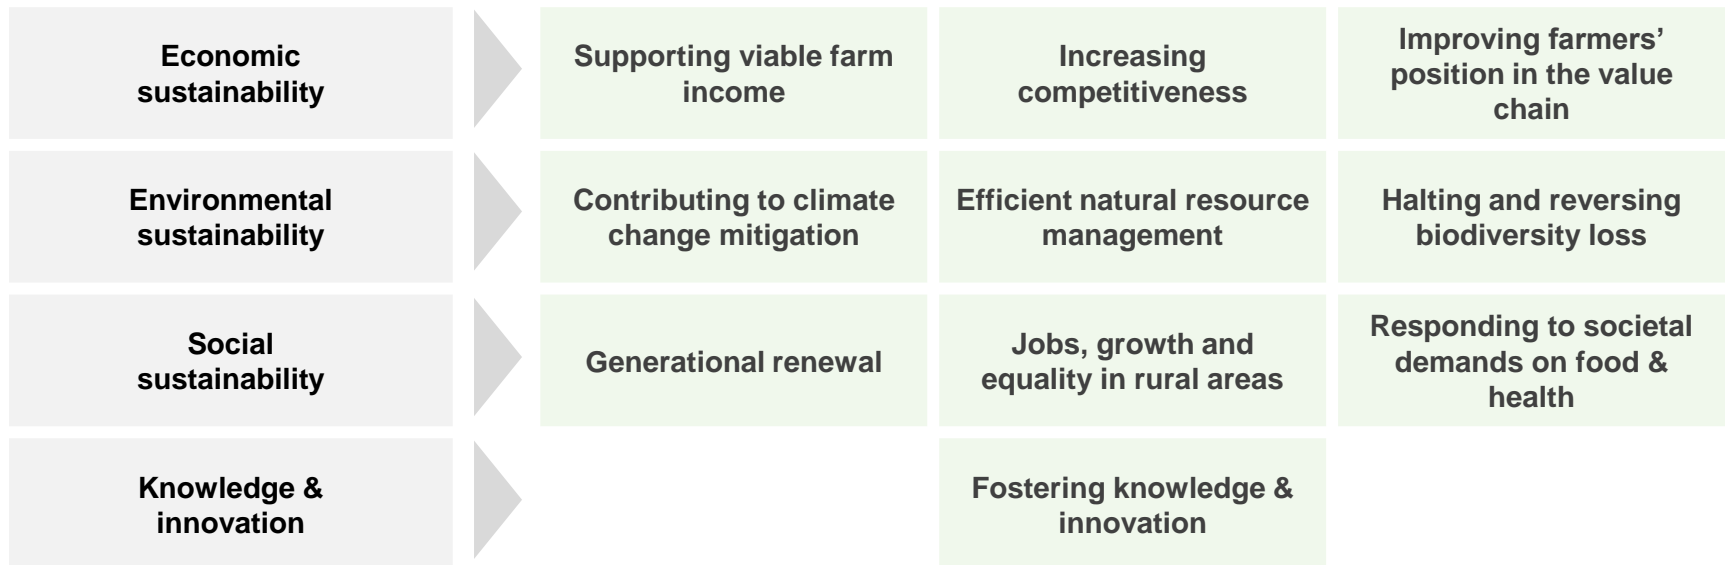 Economic
sustainability
Supporting viable farm
income
Increasing
competitiveness
Improving farmers’
position in the value
chain
Environmental
sustainability
Contributing to climate
change mitigation
Efficient natural resource
management
Halting and reversing
biodiversity loss
Social
sustainability
Generational renewal
Jobs, growth and
equality in rural areas
Responding to societal
demands on food &
health
Knowledge &
innovation
Fostering knowledge &
innovation